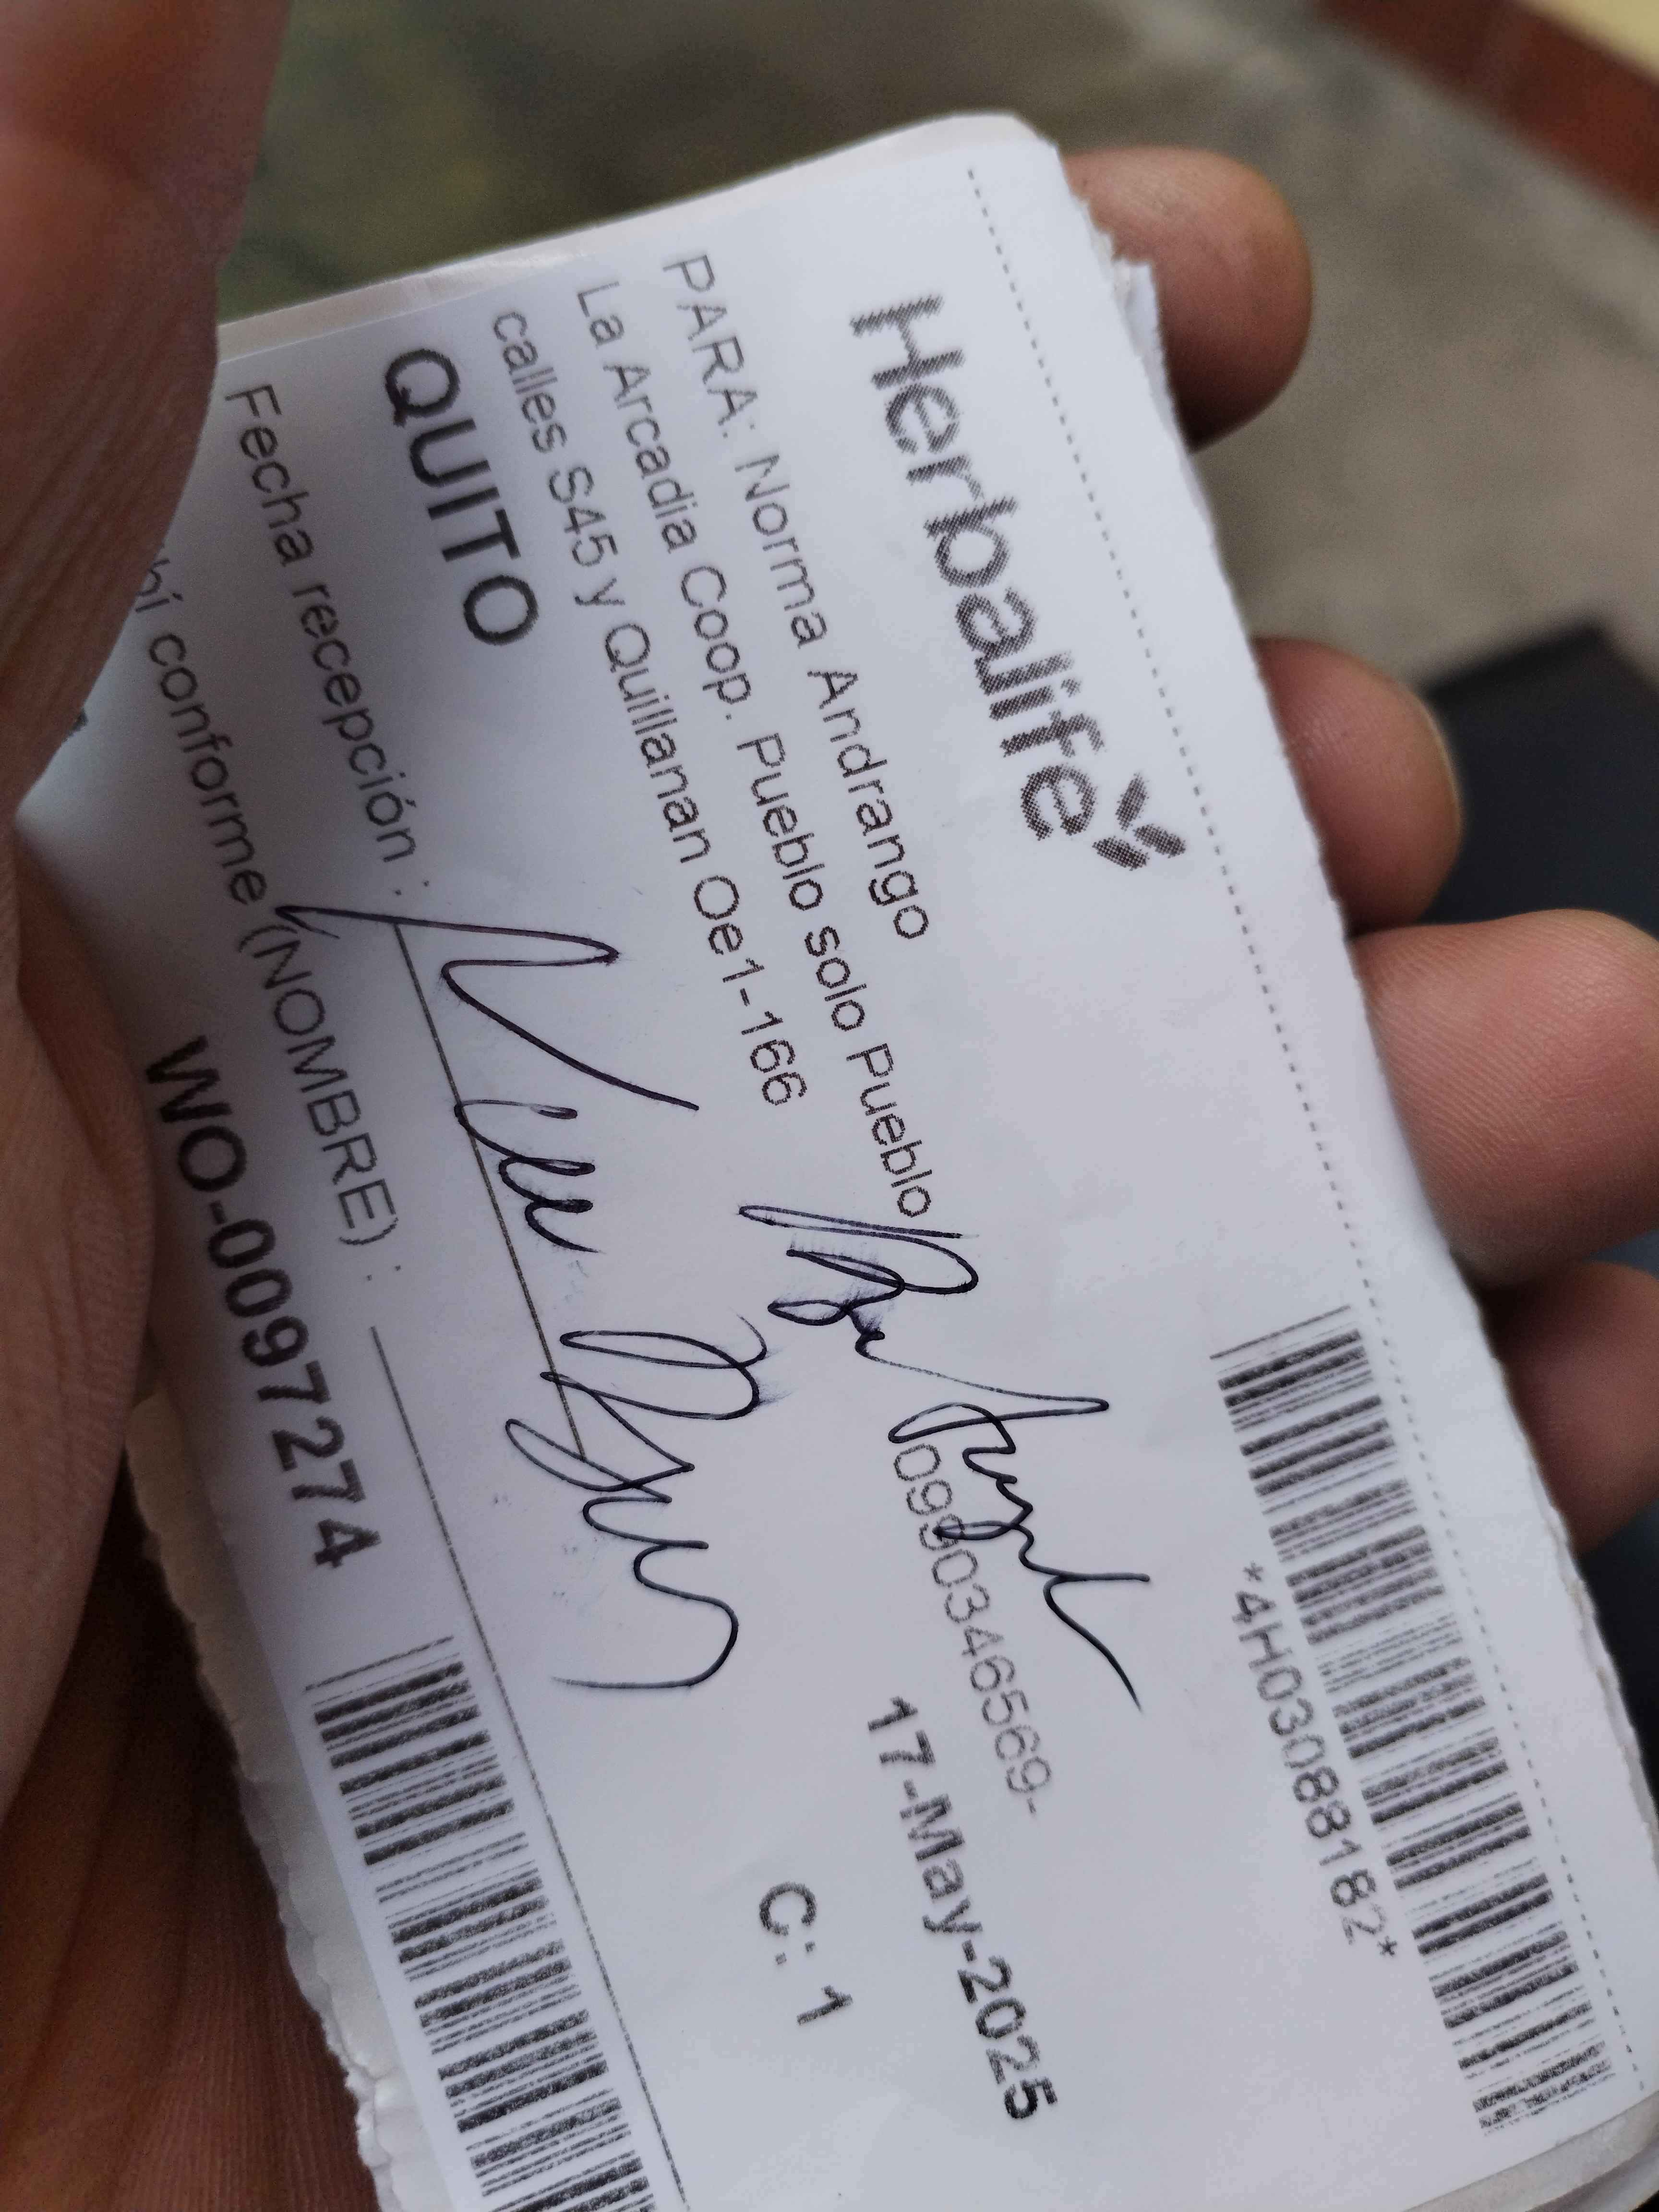 Herbalife
*4H03088182*
PARA: Norma Andrango
0990346569-
La Arcadia Coop. Pueblo solo Pueblo
calles S45 y Quillanan Oe1-166
17-May-2025
QUITO
C: 1
Fecha recepción :
conforme (NOMBRE) :
WO-0097274